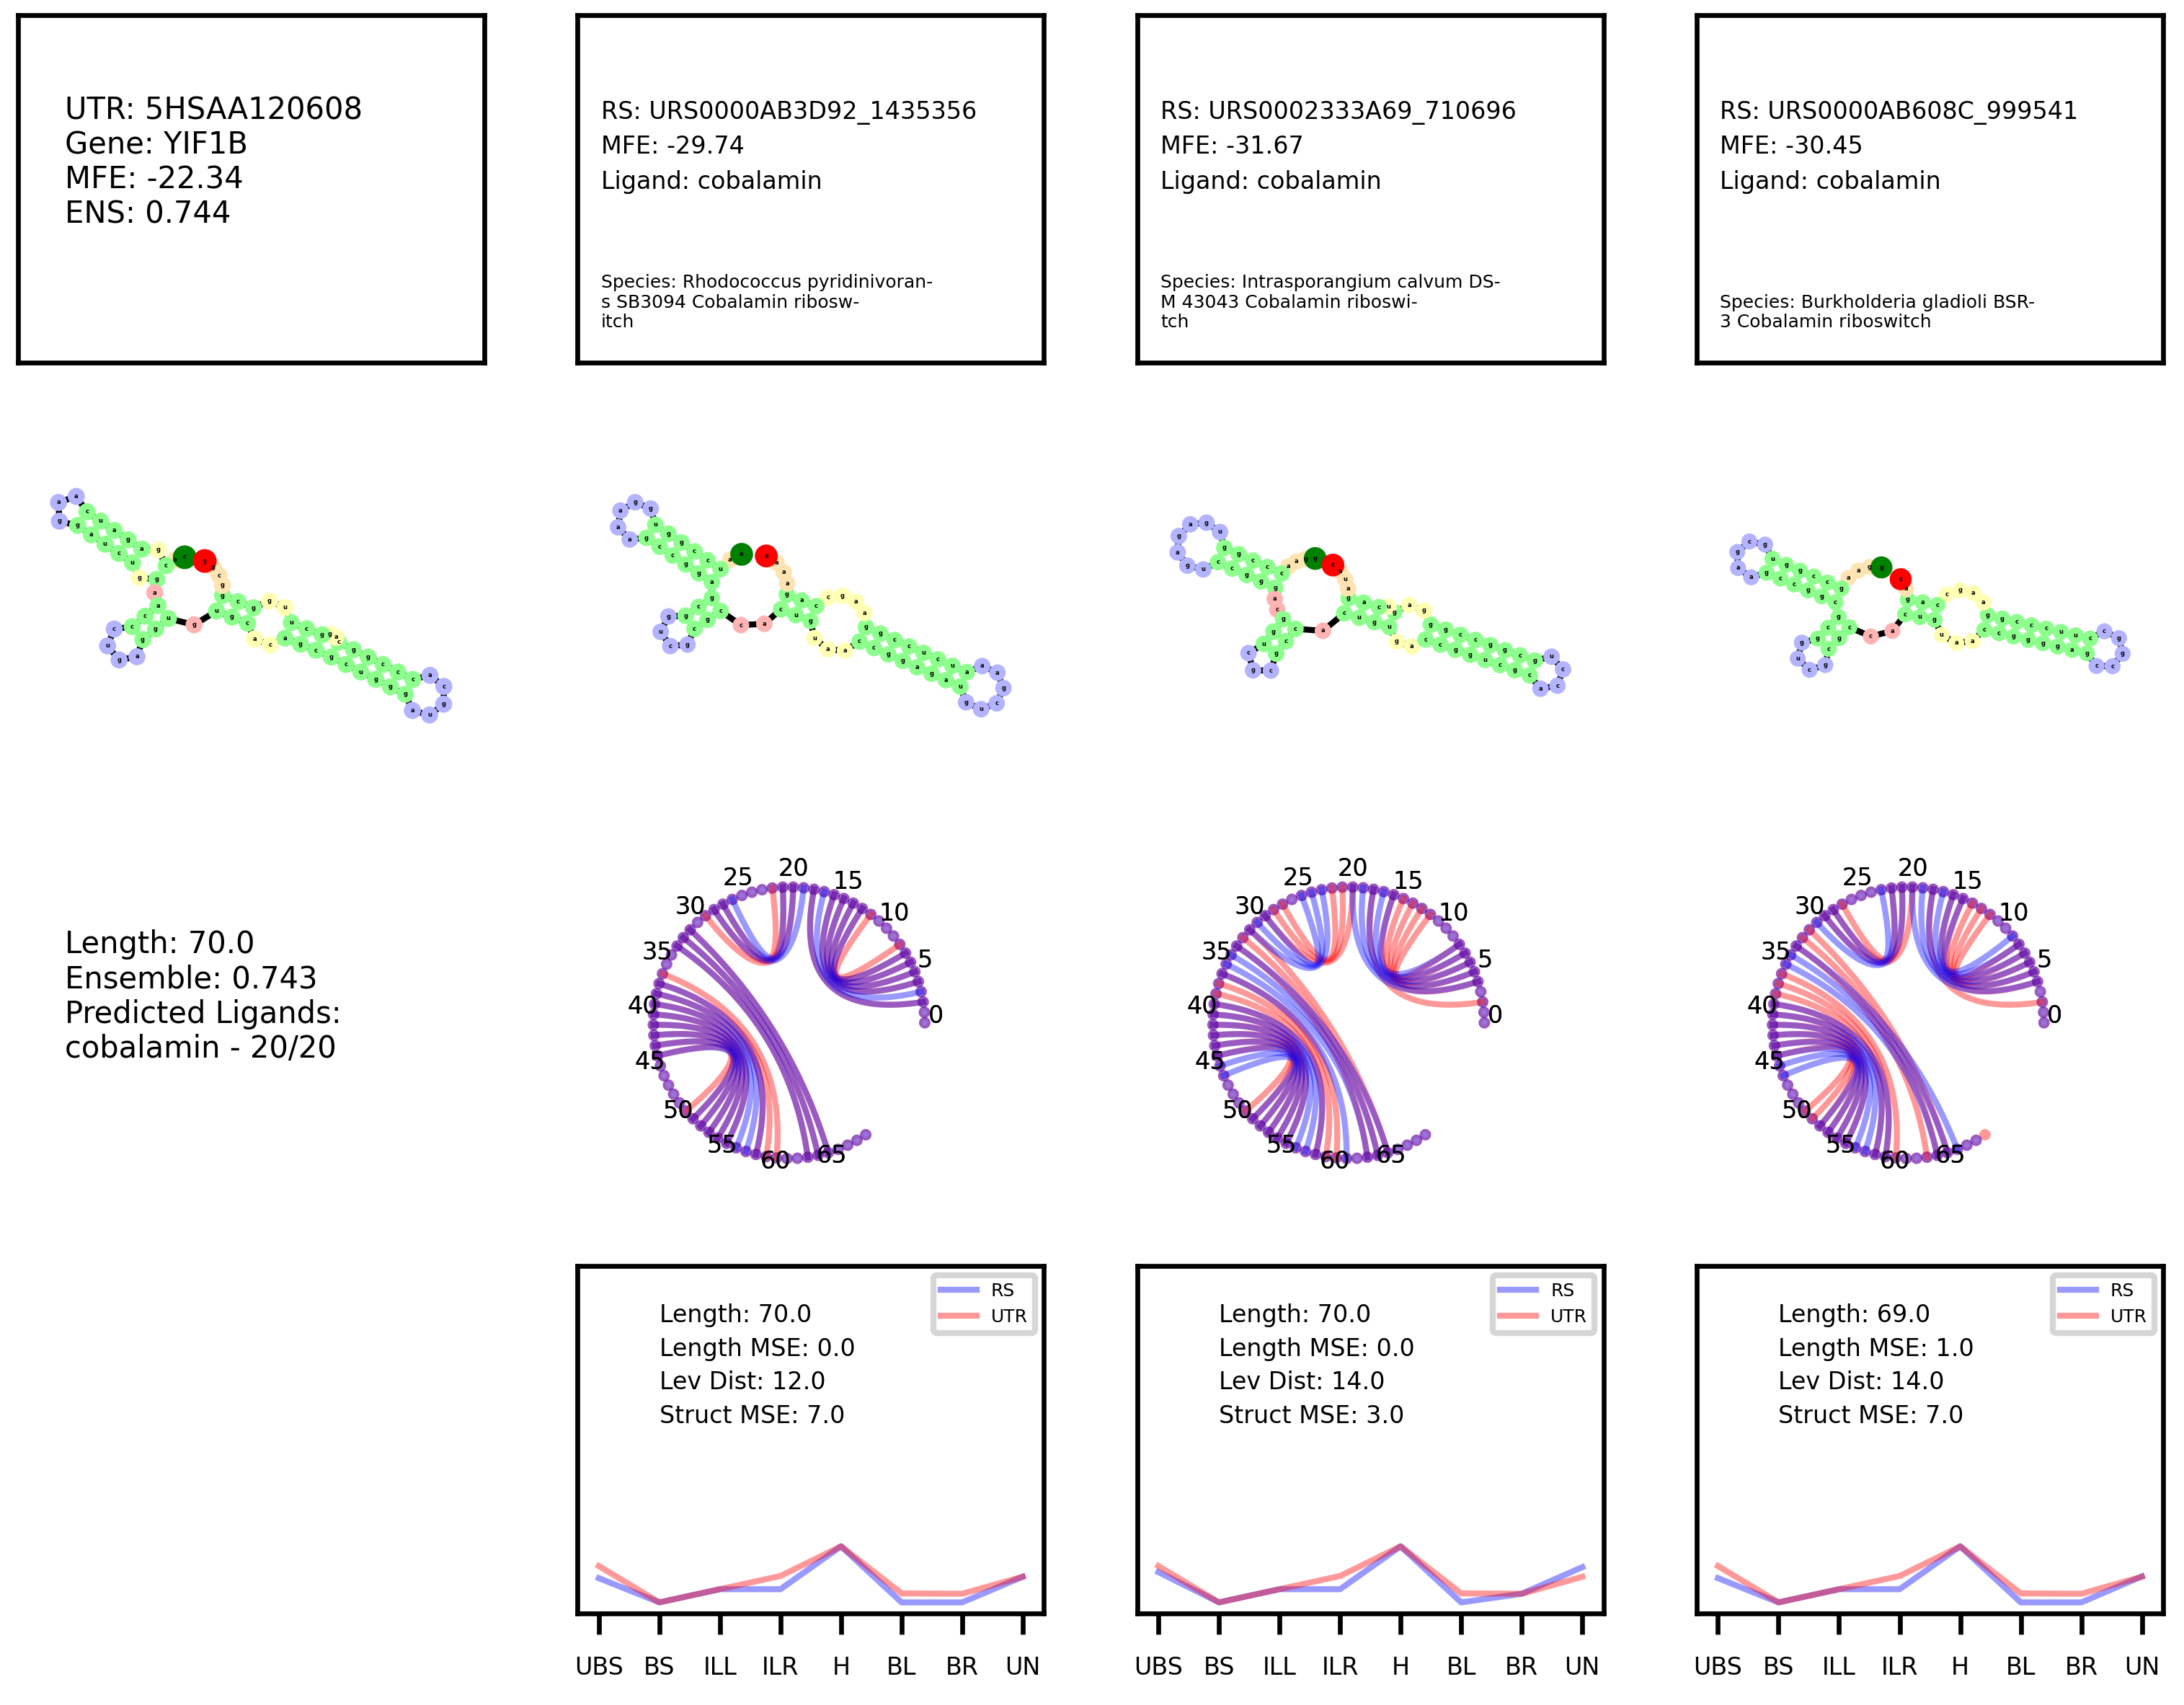 UTR: 5HSAA120608
Gene: YIF1B
MFE: -22.34
ENS: 0.744
RS: URS0000AB3D92_1435356
MFE: -29.74
Ligand: cobalamin
Species: Rhodococcus pyridinivoran-
s SB3094 Cobalamin ribosw-
itch
RS: URS0002333A69_710696
MFE: -31.67
Ligand: cobalamin
Species: Intrasporangium calvum DS-
M 43043 Cobalamin riboswi-
tch
RS: URS0000AB608C_999541
MFE: -30.45
Ligand: cobalamin
Species: Burkholderia gladioli BSR-
3 Cobalamin riboswitch
Length: 70.0
Ensemble: 0.743
Predicted Ligands:
cobalamin - 20/20
0
5
10
15
20
25
30
35
40
45
50
55
60
65
0
5
10
15
20
25
30
35
40
45
50
55
60
65
0
5
10
15
20
25
30
35
40
45
50
55
60
65
RS
UTR
Length: 70.0
Length MSE: 0.0
Lev Dist: 12.0
Struct MSE: 7.0
UBS BS ILL ILR H BL BR UN
RS
UTR
Length: 70.0
Length MSE: 0.0
Lev Dist: 14.0
Struct MSE: 3.0
UBS BS ILL ILR H BL BR UN
RS
UTR
Length: 69.0
Length MSE: 1.0
Lev Dist: 14.0
Struct MSE: 7.0
UBS BS ILL ILR H BL BR UN